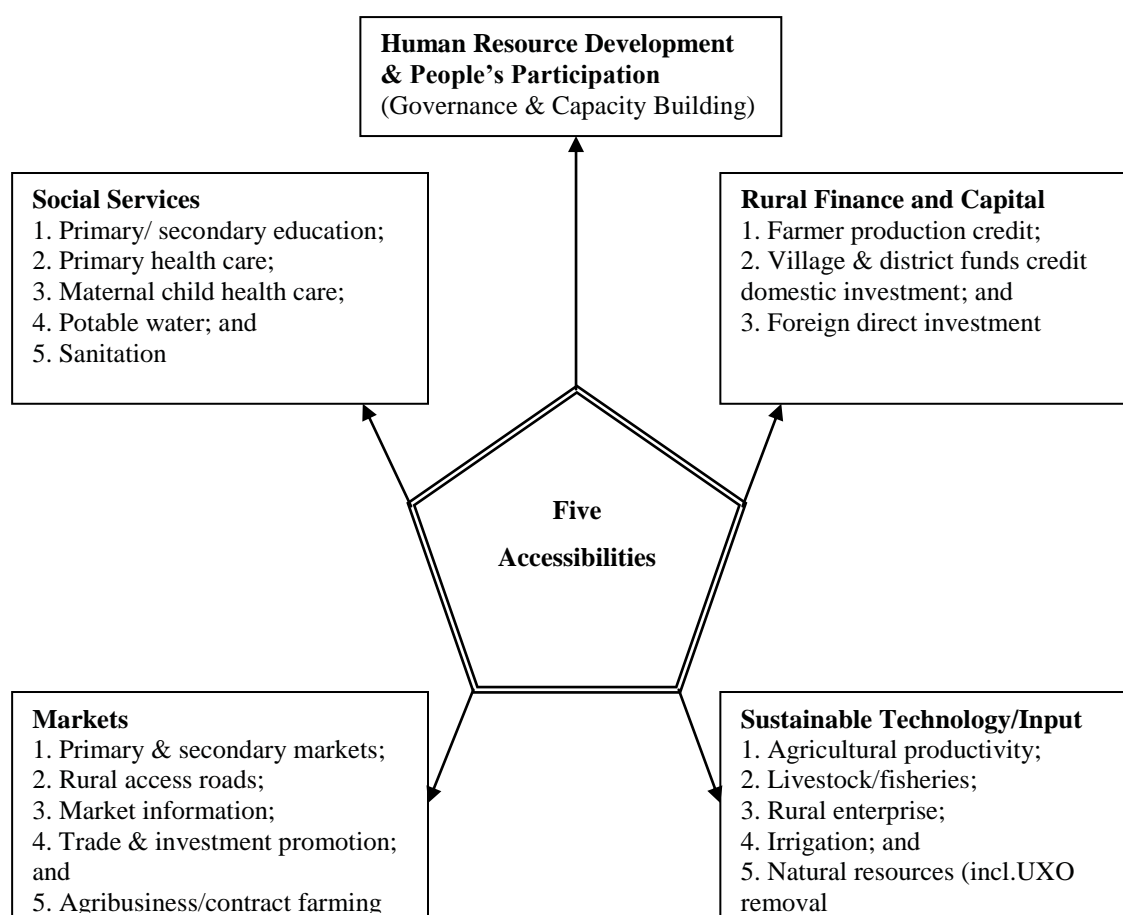 Human Resource Development
& People’s Participation
(Governance & Capacity Building)
Social Services
1. Primary/ secondary education;
2. Primary health care;
3. Maternal child health care;
4. Potable water; and
5. Sanitation
Rural Finance and Capital
1. Farmer production credit;
2. Village & district funds credit
domestic investment; and
3. Foreign direct investment
Five
Accessibilities
Markets
1. Primary & secondary markets;
2. Rural access roads;
3. Market information;
4. Trade & investment promotion;
and
5. Agribusiness/contract farming
Sustainable Technology/Input
1. Agricultural productivity;
2. Livestock/fisheries;
3. Rural enterprise;
4. Irrigation; and
5. Natural resources (incl.UXO
removal